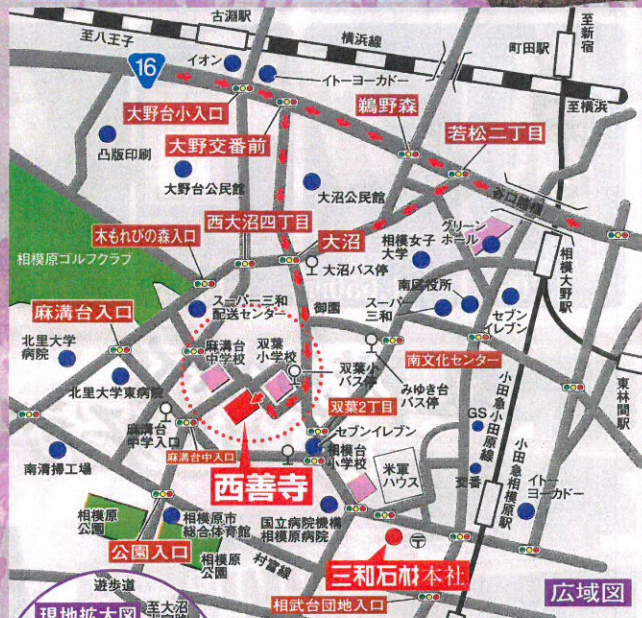 古淵駅
至新宿
至八王子
横浜線
町田駅
16
イオン
イトーヨーカドー
至横浜
大野台小入口
鵜野森
大野交番前
若松二丁目
凸版印刷
大野台公民館
大沼公民館
谷口陸橋
西大沼四丁目
グリーン
ホール
木もれびの森入口
大沼
相模女子
大学
相模原ゴルフクラブ
大沼バス停
相模大野駅
南区役所
麻溝台入口
スーパー三和
配送センター
御園
スーパー
三和
セブン
イレブン
北里大学
病院
麻溝台
中学校
双葉
小学校
南文化センター
北里大学東病院
双葉小
バス停
みゆき台
バス停
東林間駅
小田急小田原線
双葉2丁目
GS
麻溝台
中学入口
セブンイレブン
小田急相模原駅
麻溝台中入口
相模台
小学校
交番
南清掃工場
西善寺
米軍
ハウス
イトー
ヨーカドー
相模原
公園
相模原市
総合体育館
国立病院機構
相模原病院
公園入口
相模原
公園
村富線
三和石材本社
遊歩道
相武台団地入口
広域図
現地拡大図
至大沼